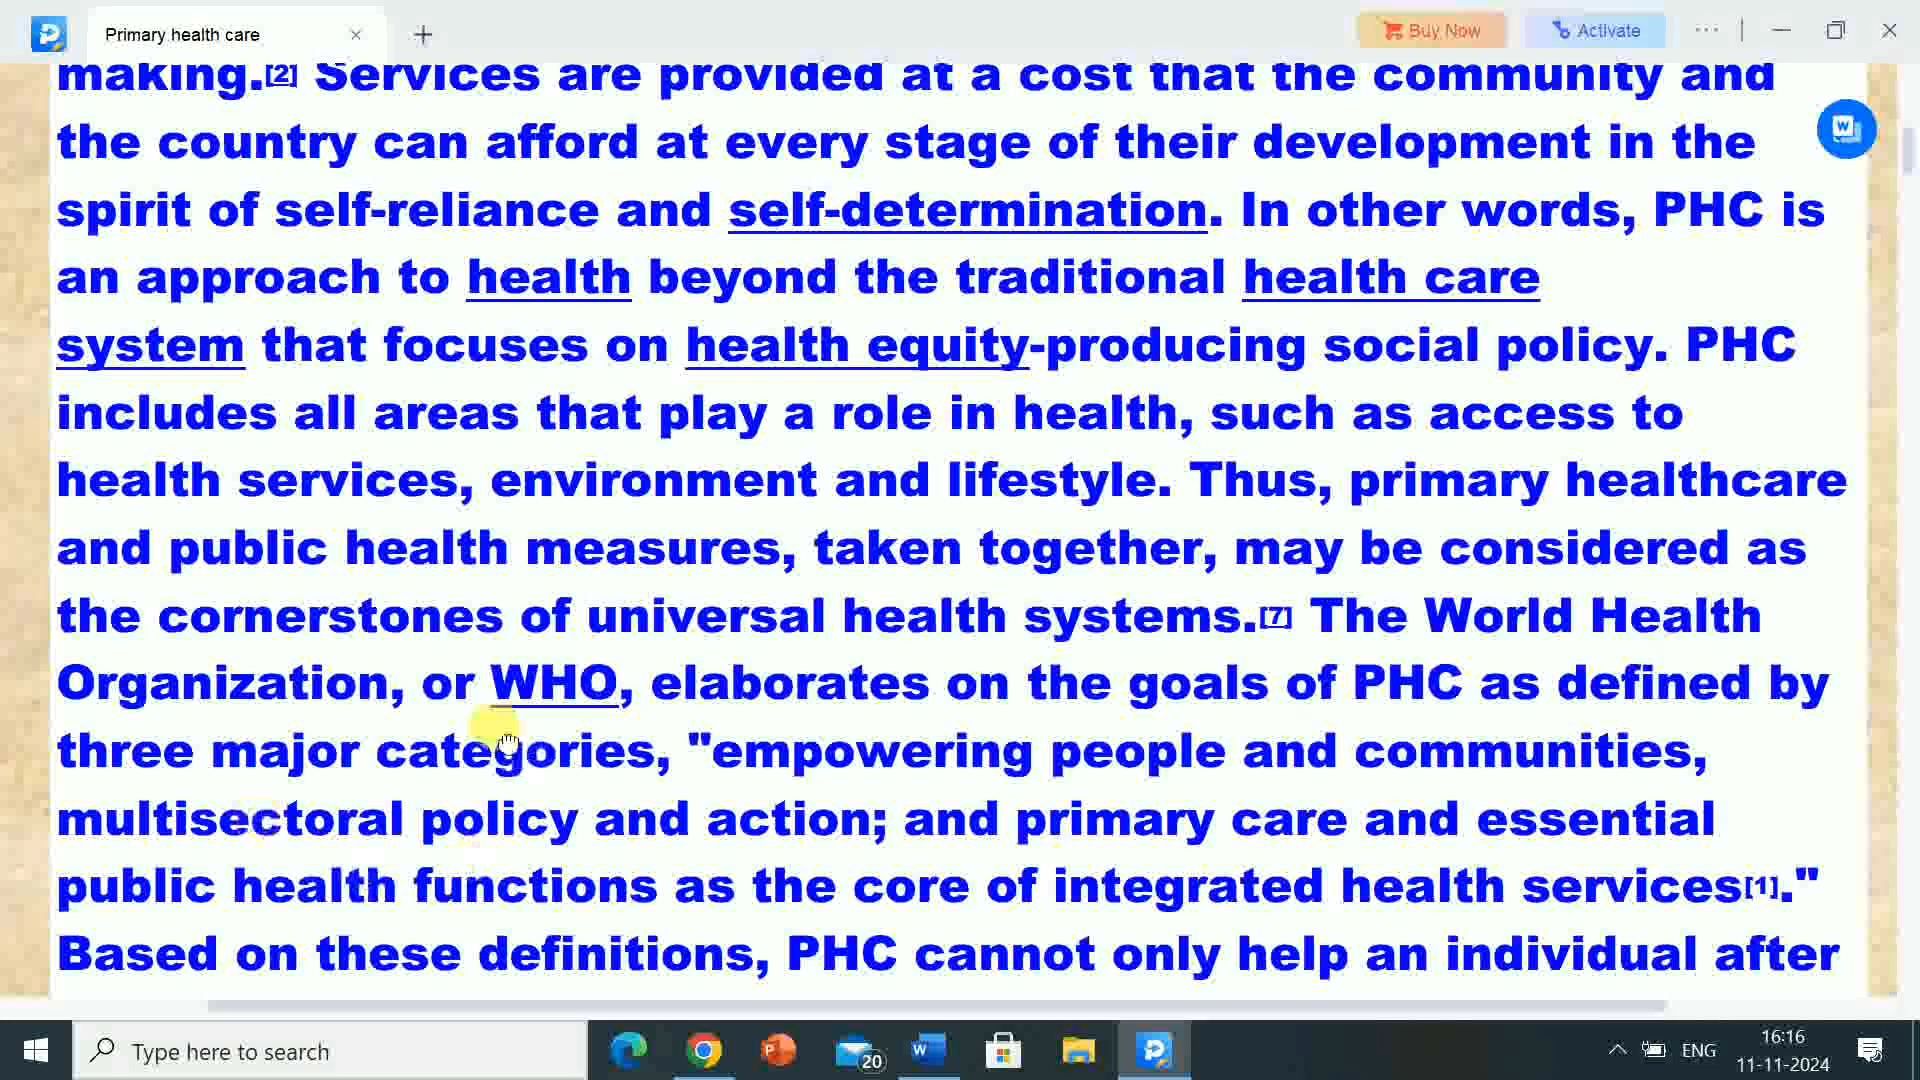 Primary health care
Buy Now
Activate
making.[2] Services are provided at a cost that the community and
the country can afford at every stage of their development in the
spirit of self-reliance and self-determination. In other words, PHC is
an approach to health beyond the traditional health care
system that focuses on health equity-producing social policy. PHC
includes all areas that play a role in health, such as access to
health services, environment and lifestyle. Thus, primary healthcare
and public health measures, taken together, may be considered as
the cornerstones of universal health systems.[7] The World Health
Organization, or WHO, elaborates on the goals of PHC as defined by
three major categories, "empowering people and communities,
multisectoral policy and action; and primary care and essential
public health functions as the core of integrated health services[1]."
Based on these definitions, PHC cannot only help an individual after
Type here to search
20
ENG
16:16
11-11-2024